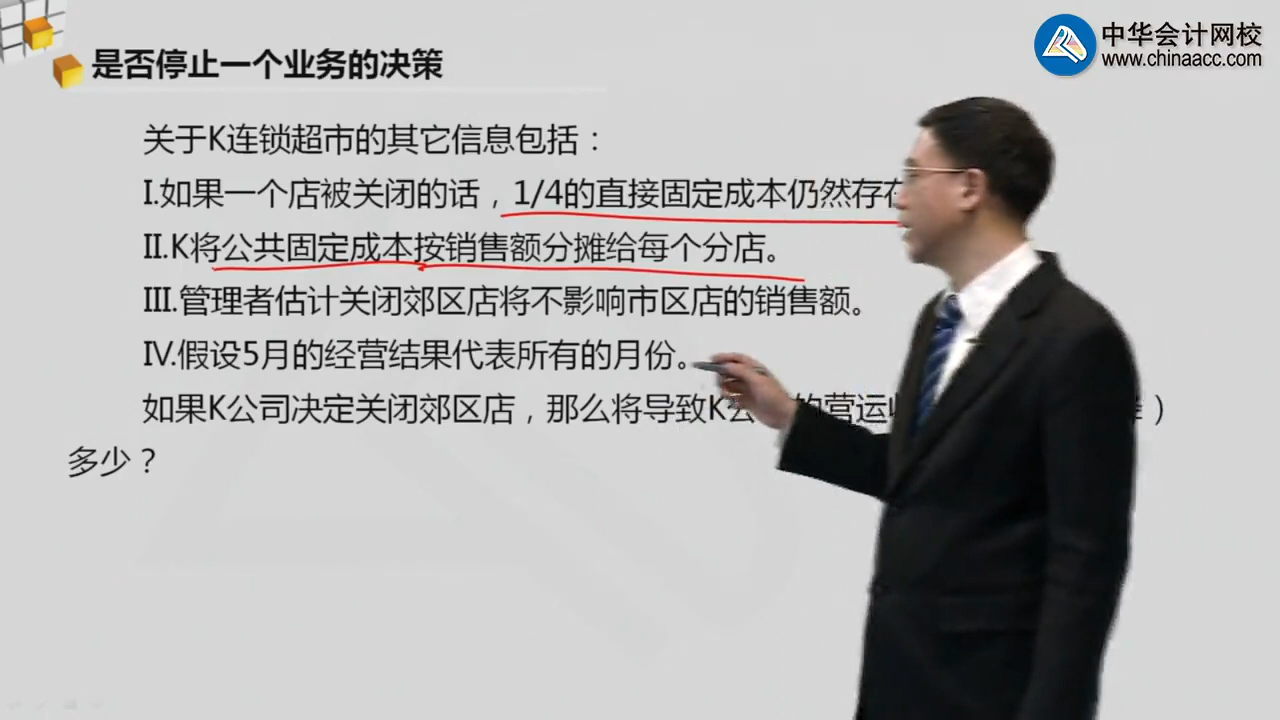 中华会计网校
www.chinaacc.com
是否停止一个业务的决策
关于K连锁超市的其它信息包括：
I.如果一个店被关闭的话，1/4的直接固定成本仍然存在
II.K将公共固定成本按销售额分摊给每个分店。
III.管理者估计关闭郊区店将不影响市区店的销售额。
IV.假设5月的经营结果代表所有的月份。
如果K公司决定关闭郊区店，那么将导致K公 的营运 ）
多少？